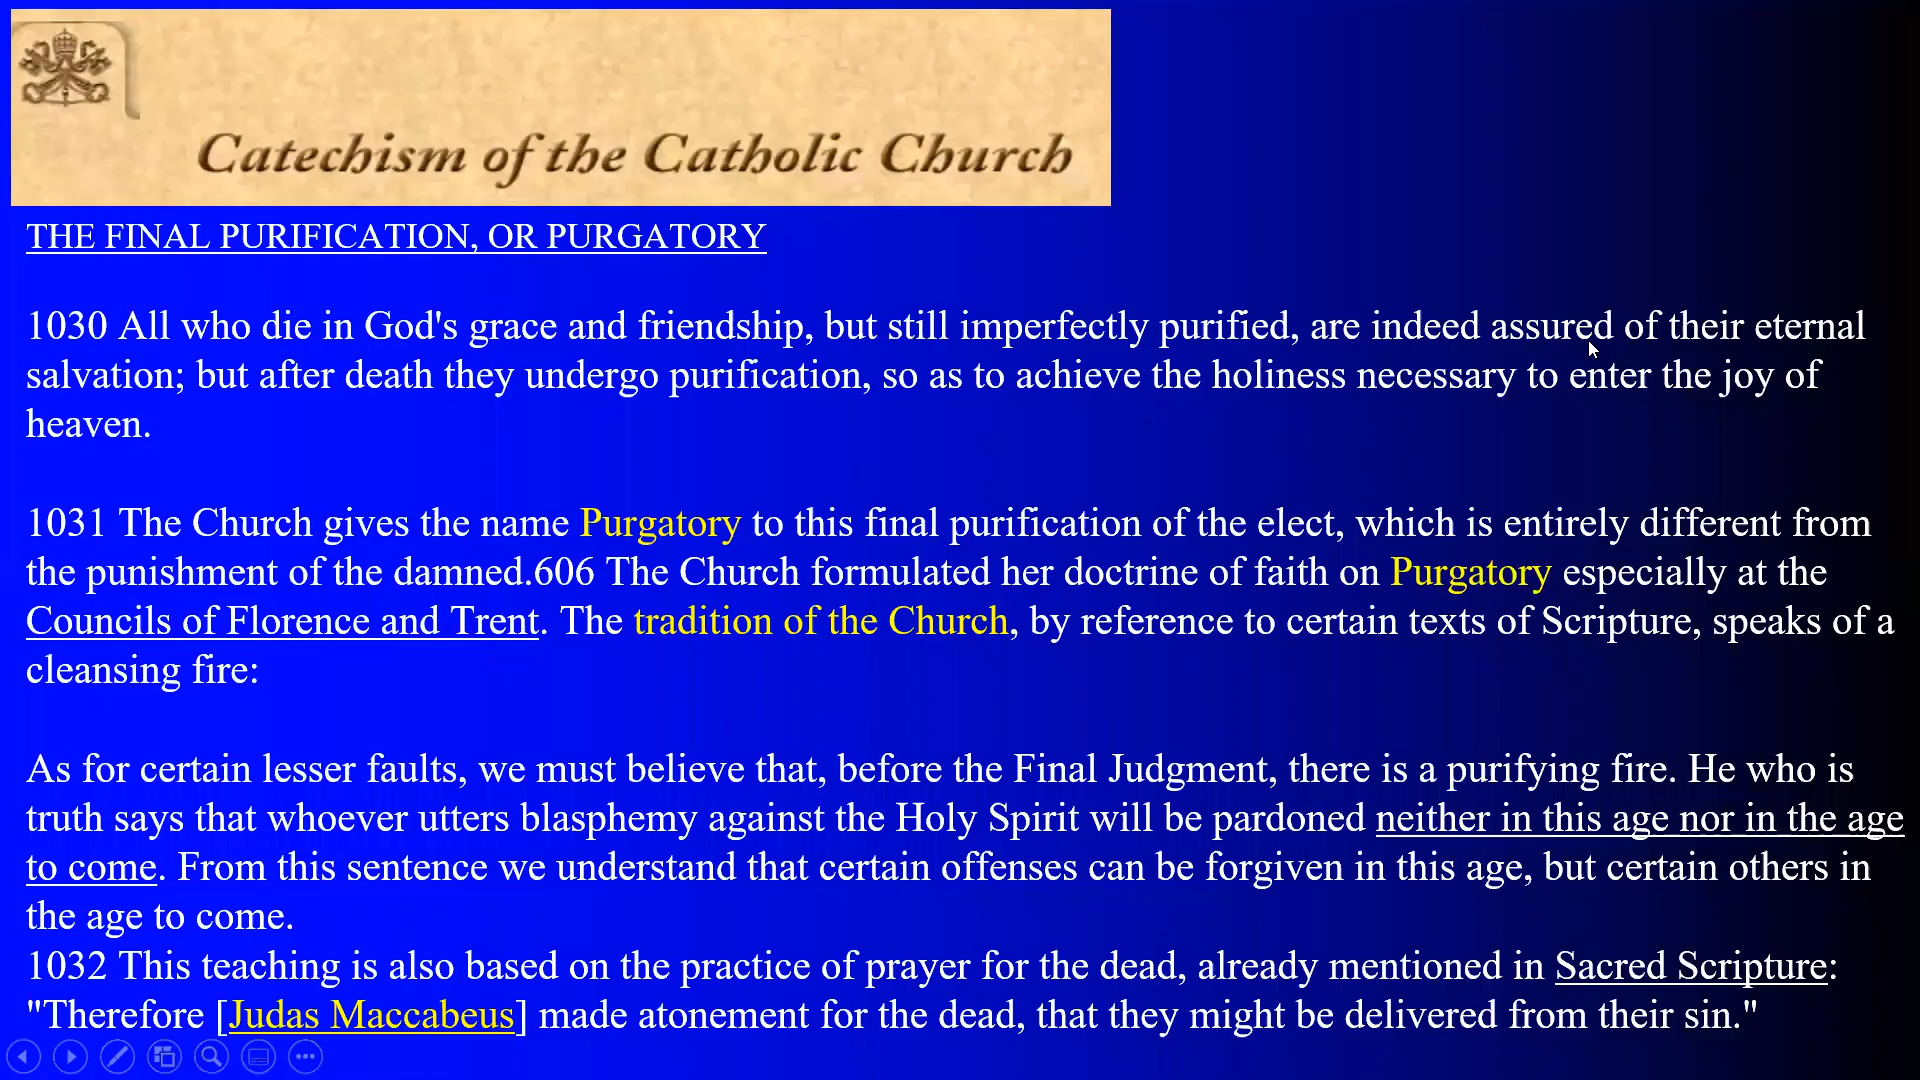 Catechism of the Catholic Church
THE FINAL PURIFICATION, OR PURGATORY
1030 All who die in God's grace and friendship, but still imperfectly purified, are indeed assured of their eternal
salvation; but after death they undergo purification, so as to achieve the holiness necessary to enter the joy of
heaven.
1031 The Church gives the name Purgatory to this final purification of the elect, which is entirely different from
the punishment of the damned.606 The Church formulated her doctrine of faith on Purgatory especially at the
Councils of Florence and Trent. The tradition of the Church, by reference to certain texts of Scripture, speaks of a
cleansing fire:
As for certain lesser faults, we must believe that, before the Final Judgment, there is a purifying fire. He who is
truth says that whoever utters blasphemy against the Holy Spirit will be pardoned neither in this age nor in the age
to come. From this sentence we understand that certain offenses can be forgiven in this age, but certain others in
the age to come.
1032 This teaching is also based on the practice of prayer for the dead, already mentioned in Sacred Scripture:
"Therefore [Judas Maccabeus] made atonement for the dead, that they might be delivered from their sin."